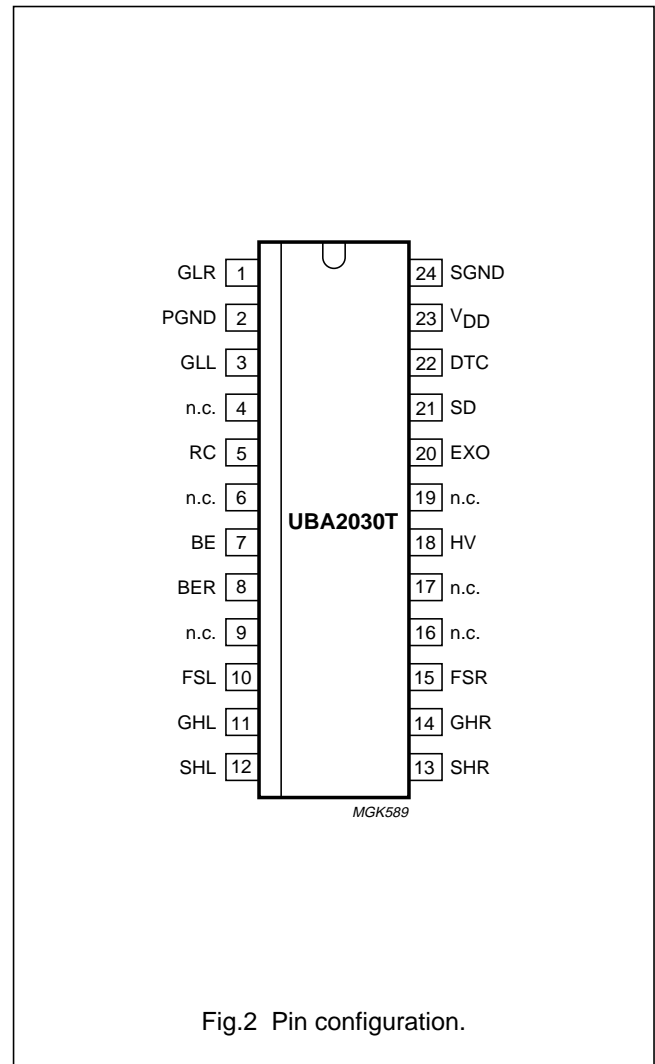 GLR 1
PGND 2
GLL 3
n.c. 4
RC 5
n.c. 6
BE 7
BER 8
n.c. 9
FSL 10
GHL 11
SHL 12
UBA2030T
24 SGND
23 VDD
22 DTC
21 SD
20 EXO
19 n.c.
18 HV
17 n.c.
16 n.c.
15 FSR
14 GHR
13 SHR
MGK589
Fig.2 Pin configuration.